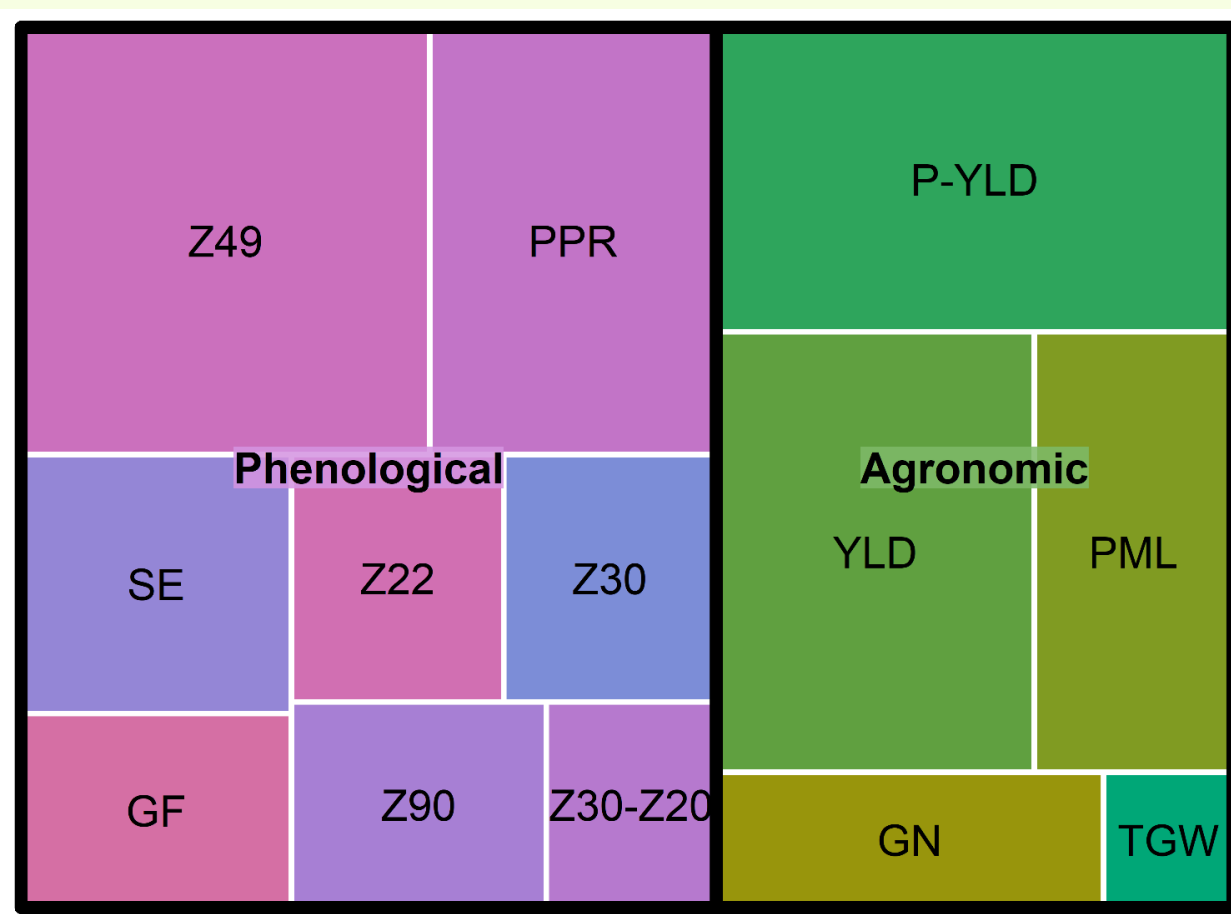 Z49
PPR
Phenological
SE
Z22
Z30
GF
Z90
Z30-Z20
P-YLD
Agronomic
YLD
PML
GN
TGW